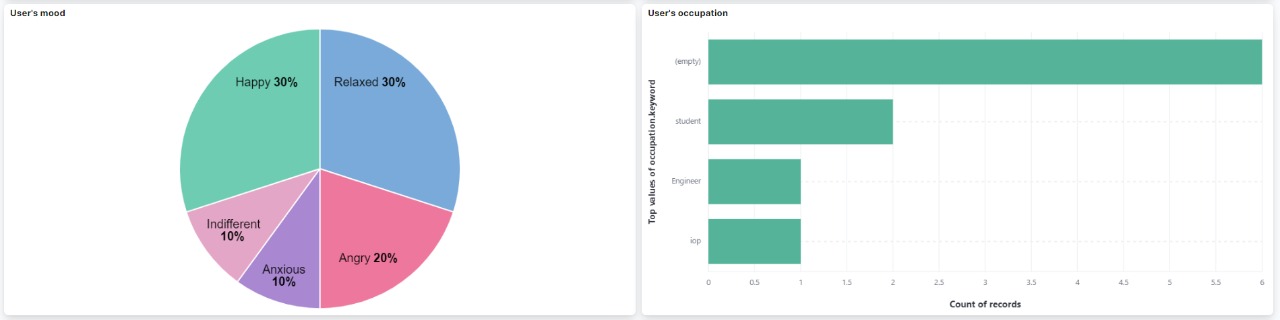 User's mood
Happy 30%
Relaxed 30%
Indifferent
10%
Anxious
10%
Angry 20%
User's occupation
Top values of occupation.keyword
(empty)
student
Engineer
iop
0 0.5 1 1.5 2 2.5 3 3.5 4 4.5 5 5.5 6
Count of records